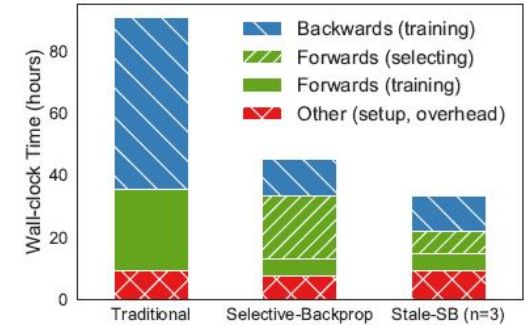 Wall-clock Time (hours)
80
60
40
20
0
Backwards (training)
Forwards (selecting)
Forwards (training)
Other (setup, overhead)
Traditional
Selective-Backprop
Stale-SB (n=3)